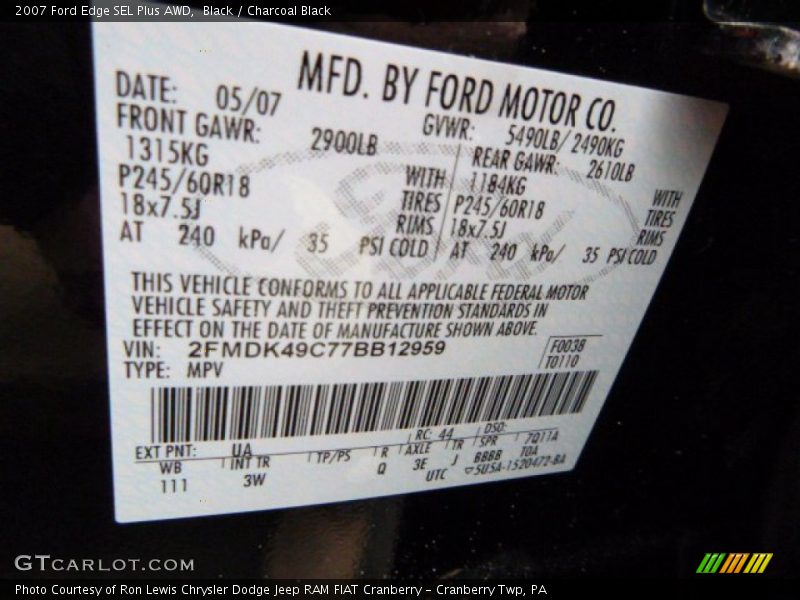 2007 Ford Edge SEL Plus AWD,  Black / Charcoal Black
MFD. BY FORD MOTOR CO.
DATE: 05/07
GVWR: 5490LB/ 2490KG
FRONT GAWR: 2900LB
REAR GAWR: 2610LB
1315KG WITH
1184KG WITH
P245/60R18 TIRES
P245/60R18 TIRES
18x7.5J RIMS
18x7.5J RIMS
AT 240 kPa/ 35 PSI COLD
AT 240 kPa/ 35 PSI COLD
THIS VEHICLE CONFORMS TO ALL APPLICABLE FEDERAL MOTOR
VEHICLE SAFETY AND THEFT PREVENTION STANDARDS IN
EFFECT ON THE DATE OF MANUFACTURE SHOWN ABOVE.
VIN: 2FMDK49C77BB12959
F0038
TYPE: MPV
T0110
EXT PNT: UA RC: 44 DSO:
WB INT TR TP/PS R AXLE TR SPR 7011A
111 3W Q 3E J BBBB TOA
UTC ▽5U5A-1520472-BA
GTCARLOT.COM
Photo Courtesy of Ron Lewis Chrysler Dodge Jeep RAM FIAT Cranberry - Cranberry Twp, PA